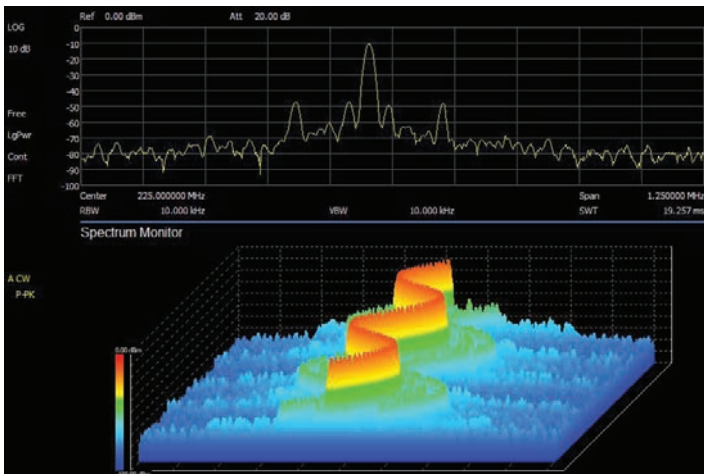 Ref 0.00 dBm Att 20.00 dB
LOG
0
10 dB
-10
-20
-30
-40
-50
Free
-60
LgPwr
-70
Cont
-80
-90
FFT
-100
Center 225.000000 MHz Span 1.250000 MHz
RBW 10.000 kHz VBW 10.000 kHz SWT 19.257 ms
Spectrum Monitor
A CW
P-PK
0.00 dBm